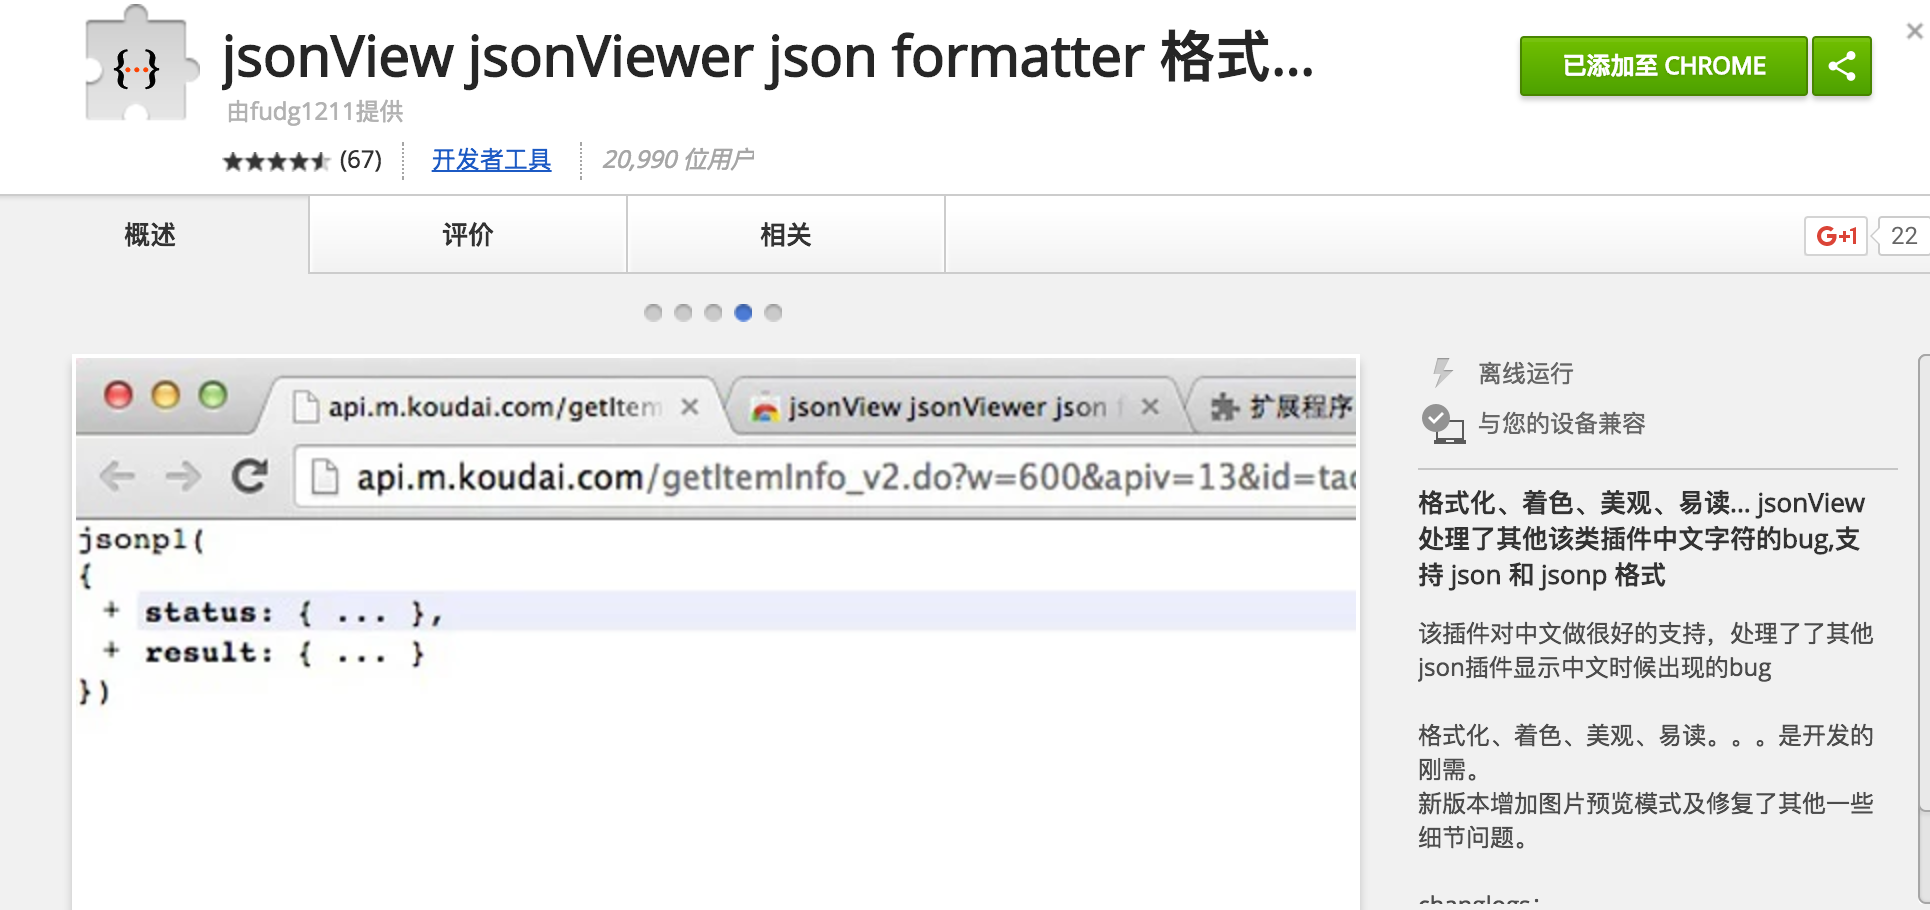 {...}
jsonView jsonViewer json formatter 格式...
由fudg1211提供
(67)
开发者工具
20,990 位用户
已添加至 CHROME
概述
评价
相关
G+1
22
api.m.koudai.com/getItem
jsonView jsonViewer json f
扩展程序
api.m.koudai.com/getItemInfo_v2.do?w=600&apiv=13&id=tao
jsonp1(
{
+ status: { ... },
+ result: { ... }
})
离线运行
与您的设备兼容
格式化、着色、美观、易读... jsonView
处理了其他该类插件中文字符的bug,支
持 json 和 jsonp 格式
该插件对中文做很好的支持，处理了了其他
json插件显示中文时候出现的bug
格式化、着色、美观、易读。。。是开发的
刚需。
新版本增加图片预览模式及修复了其他一些
细节问题。
changlogs: